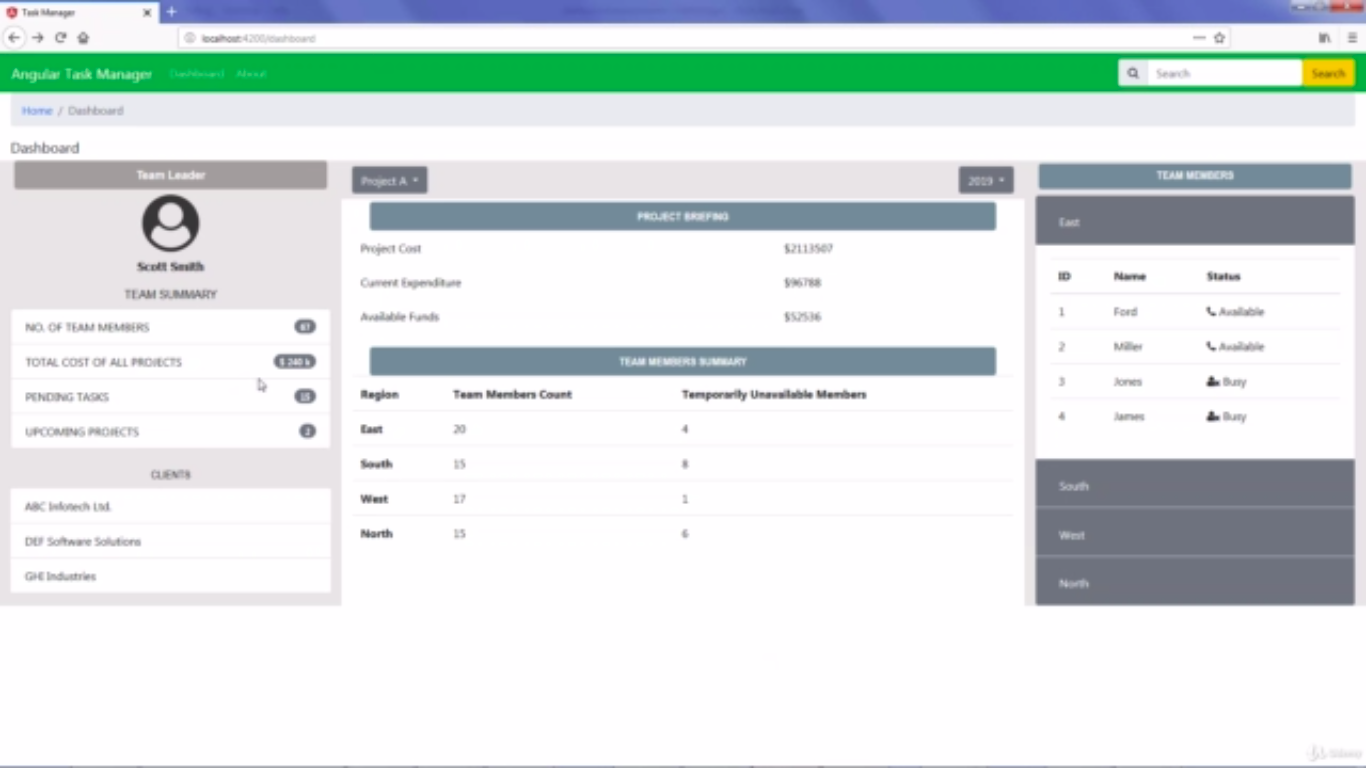 Task Manager
localhost:4200/dashboard
Angular Task Manager Dashboard About Search Search
Home / Dashboard
Dashboard
Team Leader
Scott Smith
TEAM SUMMARY
NO. OF TEAM MEMBERS 67
TOTAL COST OF ALL PROJECTS $ 240 k
PENDING TASKS 15
UPCOMING PROJECTS 2
CLIENTS
ABC Infotech Ltd.
DEF Software Solutions
GHI Industries
Project A 2019
PROJECT BRIEFING
Project Cost $2113507
Current Expenditure $96788
Available Funds $52536
TEAM MEMBERS SUMMARY
Region Team Members Count Temporarily Unavailable Members
East 20 4
South 15 8
West 17 1
North 15 6
TEAM MEMBERS
East
ID Name Status
1 Ford Available
2 Miller Available
3 Jones Busy
4 James Busy
South
West
North
Udemy